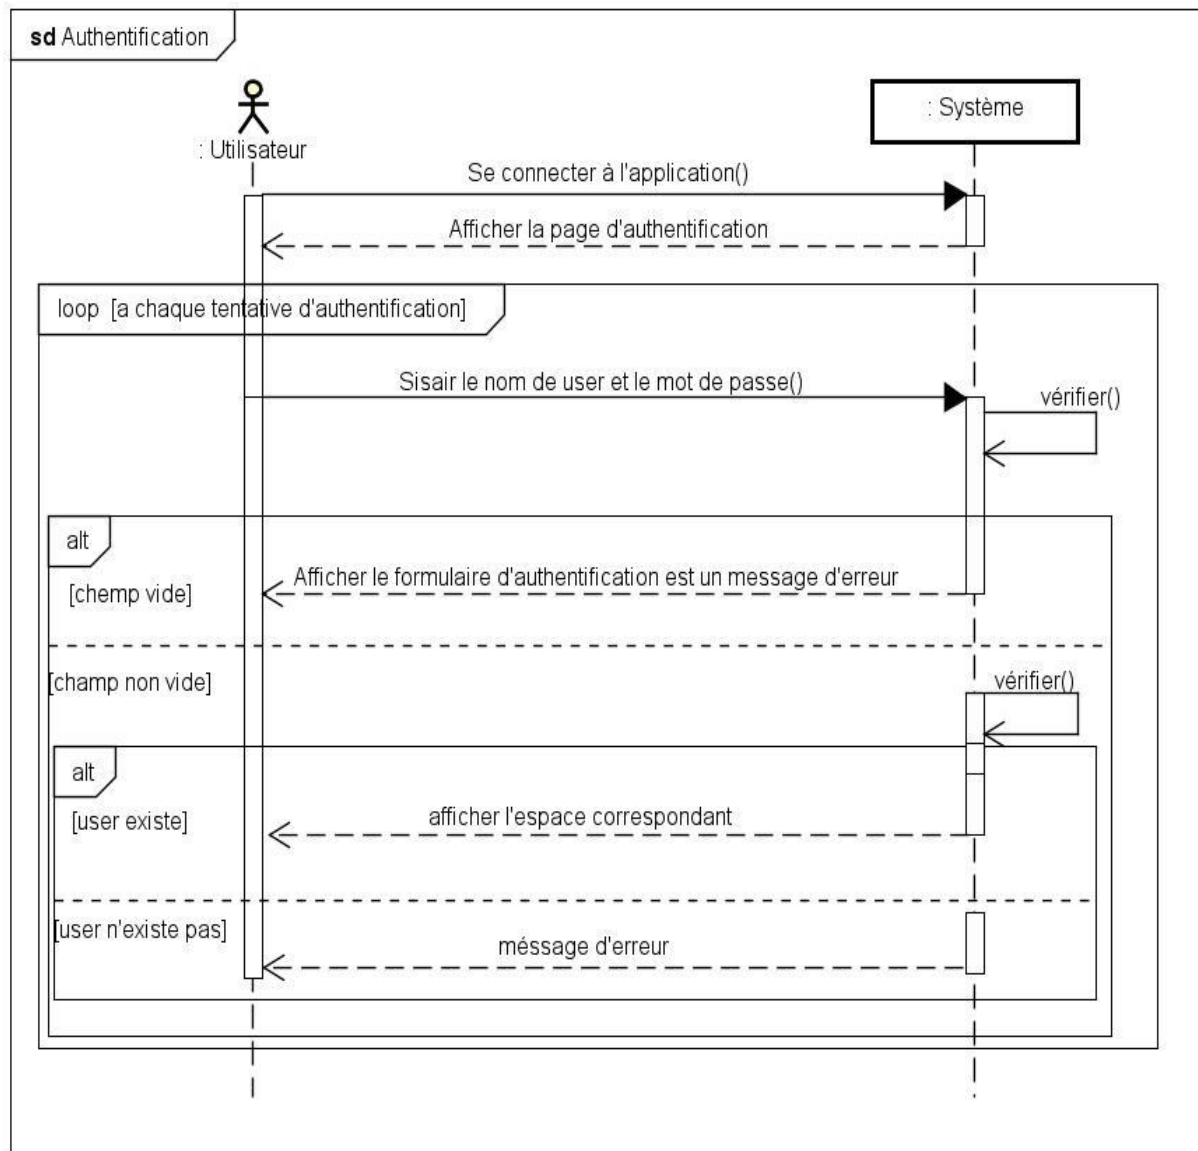 sd Authentification
: Utilisateur
: Système
Se connecter à l'application()
Afficher la page d'authentification
loop [a chaque tentative d'authentification]
Sisair le nom de user et le mot de passe()
vérifier()
alt
Afficher le formulaire d'authentification est un message d'erreur
[chemp vide]
[champ non vide]
vérifier()
alt
[user existe]
afficher l'espace correspondant
[user n'existe pas]
méssage d'erreur